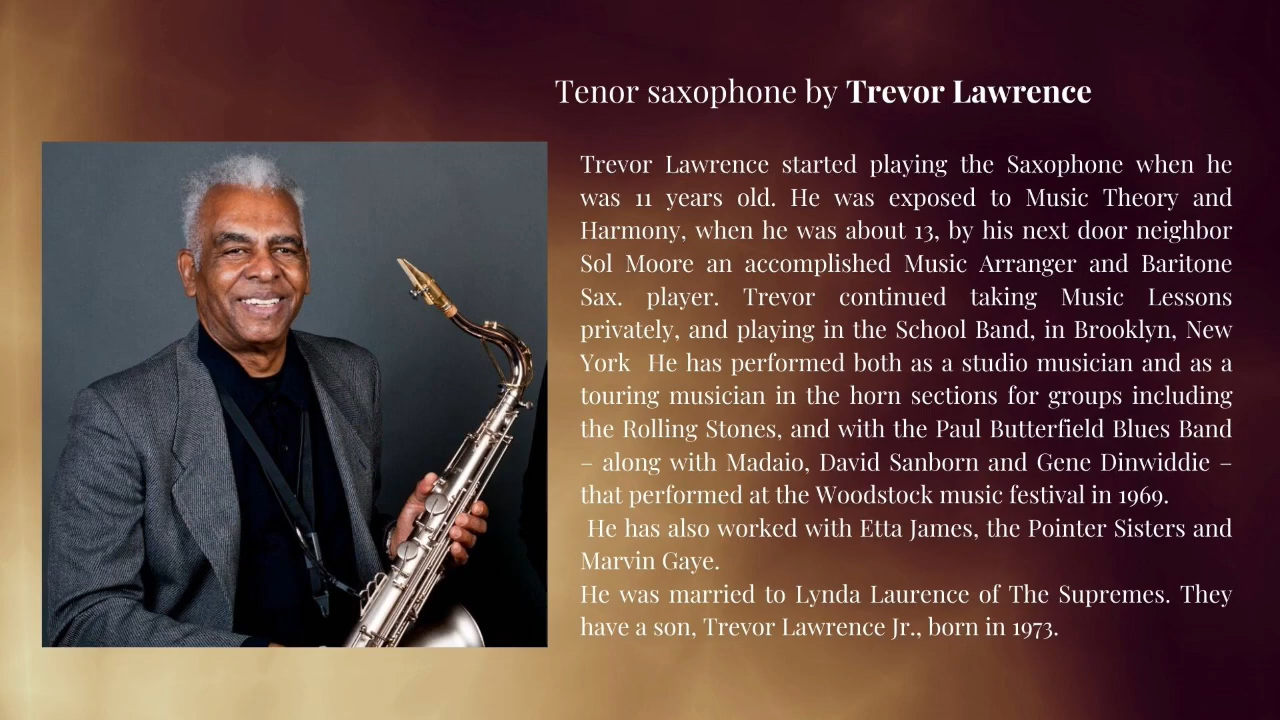 Tenor saxophone by Trevor Lawrence
Trevor Lawrence started playing the Saxophone when he
was 11 years old. He was exposed to Music Theory and
Harmony, when he was about 13, by his next door neighbor
Sol Moore an accomplished Music Arranger and Baritone
Sax. player. Trevor continued taking Music Lessons
privately, and playing in the School Band, in Brooklyn, New
York  He has performed both as a studio musician and as a
touring musician in the horn sections for groups including
the Rolling Stones, and with the Paul Butterfield Blues Band
– along with Madaio, David Sanborn and Gene Dinwiddie –
that performed at the Woodstock music festival in 1969.
He has also worked with Etta James, the Pointer Sisters and
Marvin Gaye.
He was married to Lynda Laurence of The Supremes. They
have a son, Trevor Lawrence Jr., born in 1973.